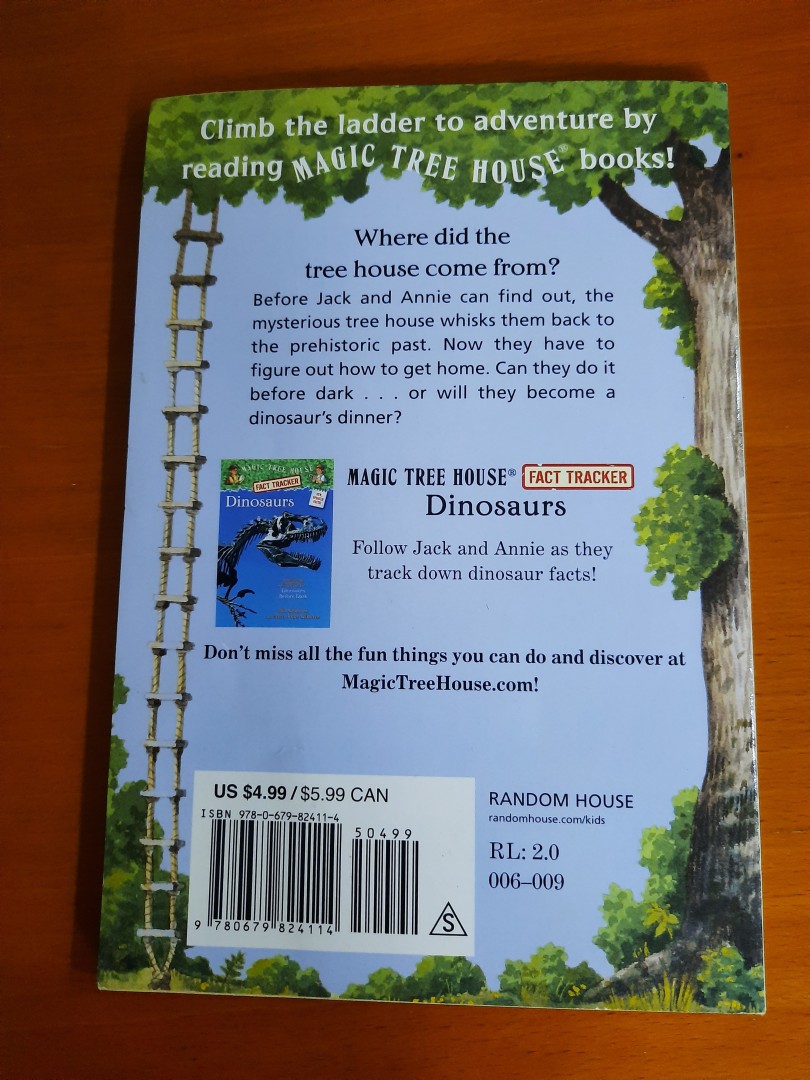 Climb the ladder to adventure by
reading MAGIC TREE HOUSE® books!
Where did the
tree house come from?
Before Jack and Annie can find out, the
mysterious tree house whisks them back to
the prehistoric past. Now they have to
figure out how to get home. Can they do it
before dark . . . or will they become a
dinosaur's dinner?
MAGIC TREE HOUSE
FACT TRACKER
Dinosaurs
MAGIC TREE HOUSE® FACT TRACKER
Dinosaurs
Follow Jack and Annie as they
track down dinosaur facts!
Don't miss all the fun things you can do and discover at
MagicTreeHouse.com!
US $4.99 / $5.99 CAN
ISBN 978-0-679-82411-4
50499
9 780679 824114
S
RANDOM HOUSE
randomhouse.com/kids
RL: 2.0
006–009